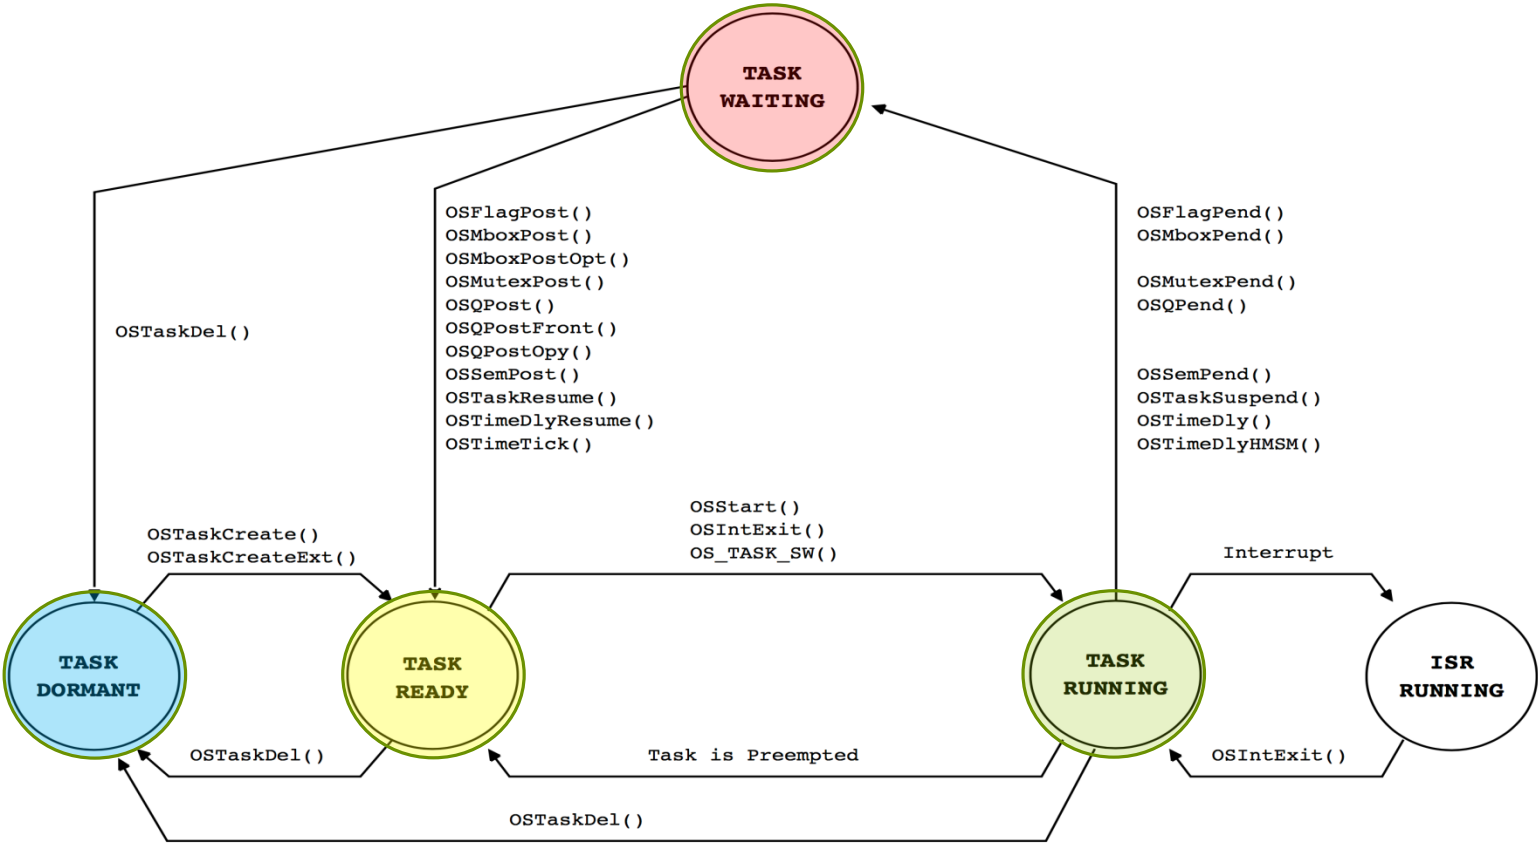 TASK
WAITING
OSFlagPost()
OSMboxPost()
OSMboxPostOpt()
OSMutexPost()
OSQPost()
OSQPostFront()
OSQPostOpy()
OSSemPost()
OSTaskResume()
OSTimeDlyResume()
OSTimeTick()
OSFlagPend()
OSMboxPend()
OSMutexPend()
OSQPend()
OSSemPend()
OSTaskSuspend()
OSTimeDly()
OSTimeDlyHMSM()
OSTaskDel()
OSTaskCreate()
OSTaskCreateExt()
OSStart()
OSIntExit()
OS_TASK_SW()
Interrupt
TASK
DORMANT
TASK
READY
TASK
RUNNING
ISR
RUNNING
OSTaskDel()
Task is Preempted
OSIntExit()
OSTaskDel()